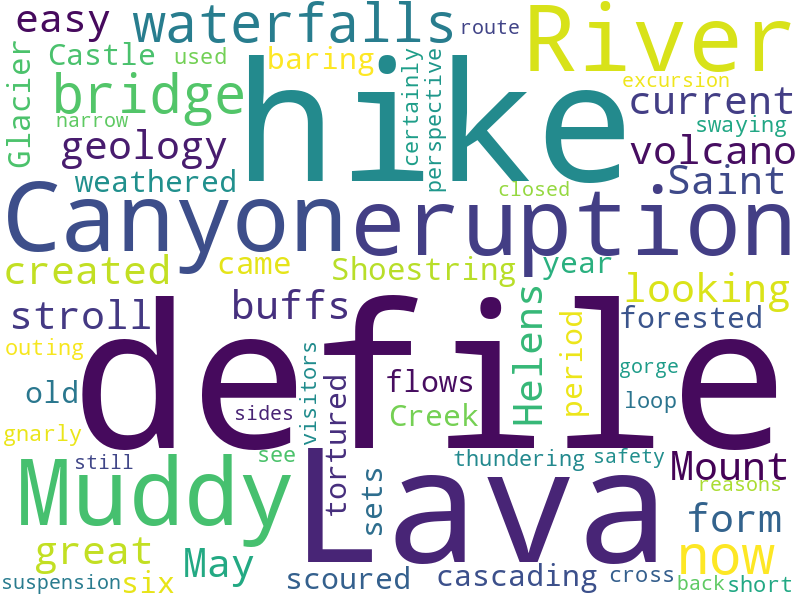 easy
waterfalls
route
River
Castle
used
baring
certainly
perspective
excursion
Glacier
bridge
hike
current
narrow
swaying
geology
volcano
weathered
closed
Saint
Canyon
eruption
created
came
Shoestring
year
looking
stroll
buffs
Helens
period
forested
outing
defile
old
visitors
tortured
flows
gorge
loop
sides
Creek
gnarly
still
see
sets
thundering
safety
Mount
reasons
Muddy
Lava
form
great
May
now
suspension
six
scoured
cascading
cross
back
short